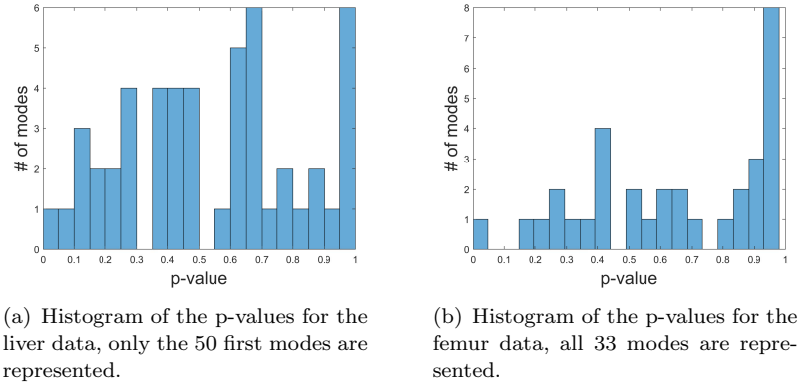 6
5
4
3
2
1
0
# of modes
0 0.1 0.2 0.3 0.4 0.5 0.6 0.7 0.8 0.9 1
p-value
(a) Histogram of the p-values for the
liver data, only the 50 first modes are
represented.
8
7
6
5
4
3
2
1
0
# of modes
0 0.1 0.2 0.3 0.4 0.5 0.6 0.7 0.8 0.9 1
p-value
(b) Histogram of the p-values for the
femur data, all 33 modes are repre-
sented.